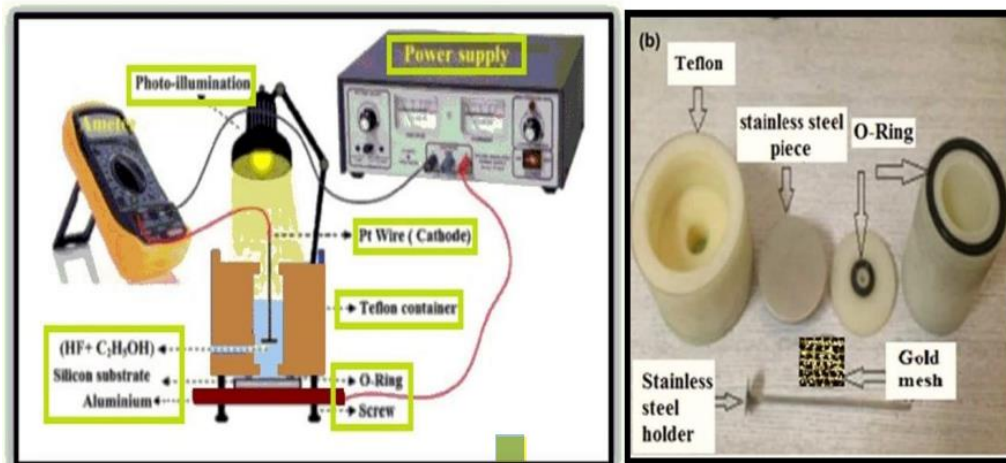 Power supply
Photo-illumination
Ameter
Pt Wire ( Cathode)
Teflon container
(HF+ C₂H₅OH)
Silicon substrate
Aluminium
O-Ring
Screw
(b)
Teflon
stainless steel
piece
O-Ring
Gold
mesh
Stainless
steel
holder